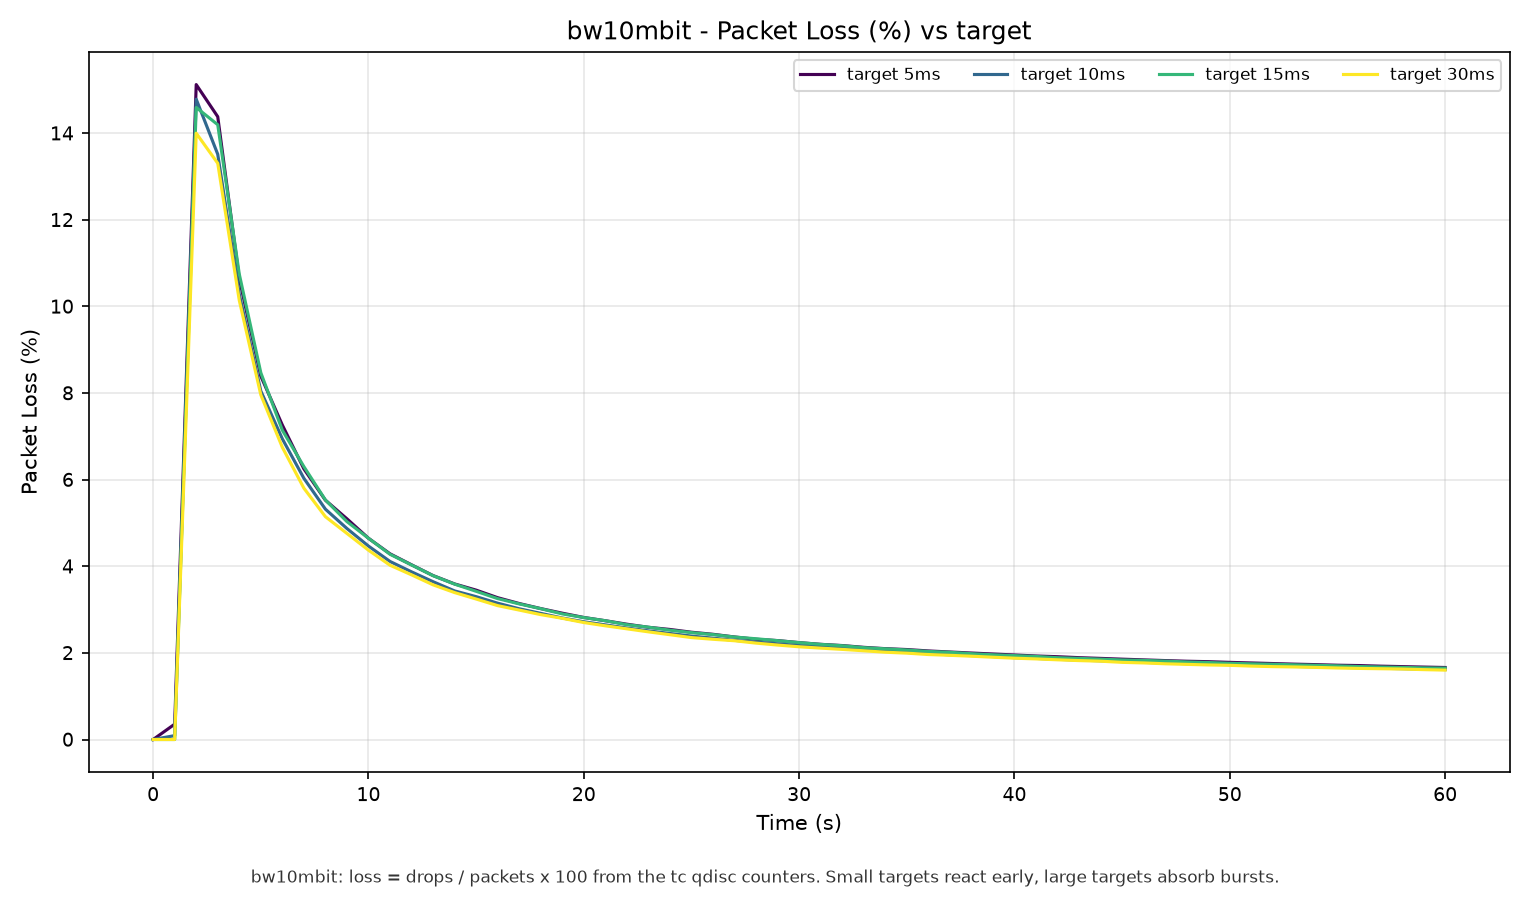 bw10mbit - Packet Loss (%) vs target
target 5ms target 10ms target 15ms target 30ms
Packet Loss (%)
14
12
10
8
6
4
2
0
0 10 20 30 40 50 60
Time (s)
bw10mbit: loss = drops / packets x 100 from the tc qdisc counters. Small targets react early, large targets absorb bursts.